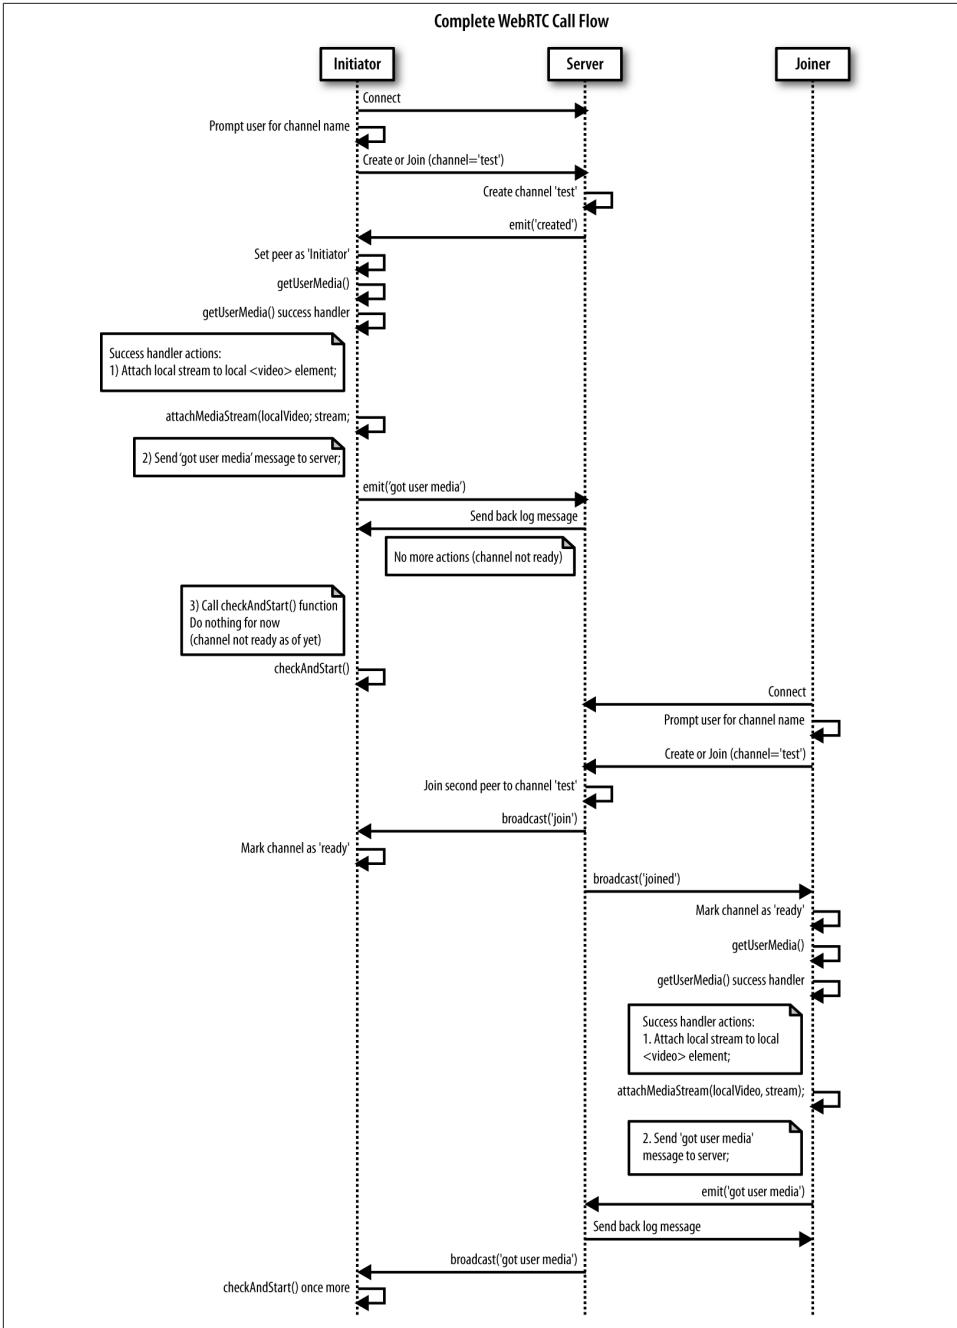 Complete WebRTC Call Flow
Initiator
Server
Joiner
Connect
Prompt user for channel name
Create or Join (channel='test')
Create channel 'test'
emit('created')
Set peer as 'Initiator'
getUserMedia()
getUserMedia() success handler
Success handler actions:
1) Attach local stream to local <video> element;
attachMediaStream(localVideo; stream;
2) Send ‘got user media’ message to server;
emit(‘got user media’)
Send back log message
No more actions (channel not ready)
3) Call checkAndStart() function
Do nothing for now
(channel not ready as of yet)
checkAndStart()
Connect
Prompt user for channel name
Create or Join (channel='test')
Join second peer to channel 'test'
broadcast('join')
Mark channel as 'ready'
broadcast('joined')
Mark channel as 'ready'
getUserMedia()
getUserMedia() success handler
Success handler actions:
1. Attach local stream to local
<video> element;
attachMediaStream(localVideo, stream);
2. Send 'got user media'
message to server;
emit('got user media')
Send back log message
broadcast('got user media')
checkAndStart() once more